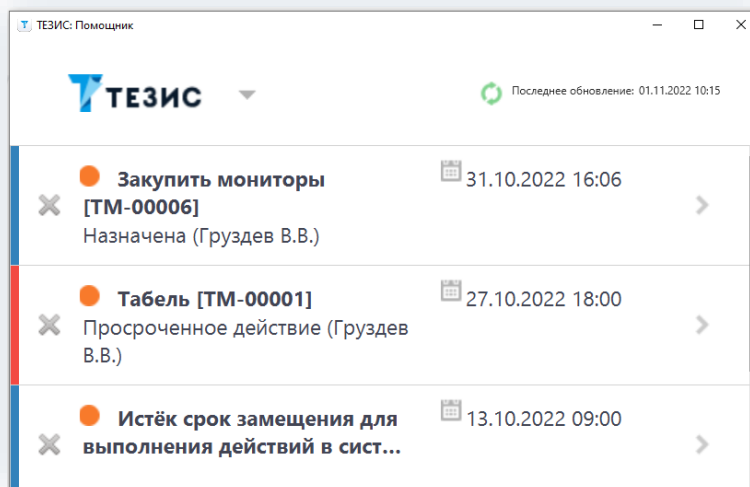 ТЕЗИС: Помощник
ТЕЗИС
Последнее обновление: 01.11.2022 10:15
Закупить мониторы
[ТМ-00006]
Назначена (Груздев В.В.)
31.10.2022 16:06
Табель [ТМ-00001]
Просроченное действие (Груздев
В.В.)
27.10.2022 18:00
Истёк срок замещения для
выполнения действий в сист...
13.10.2022 09:00